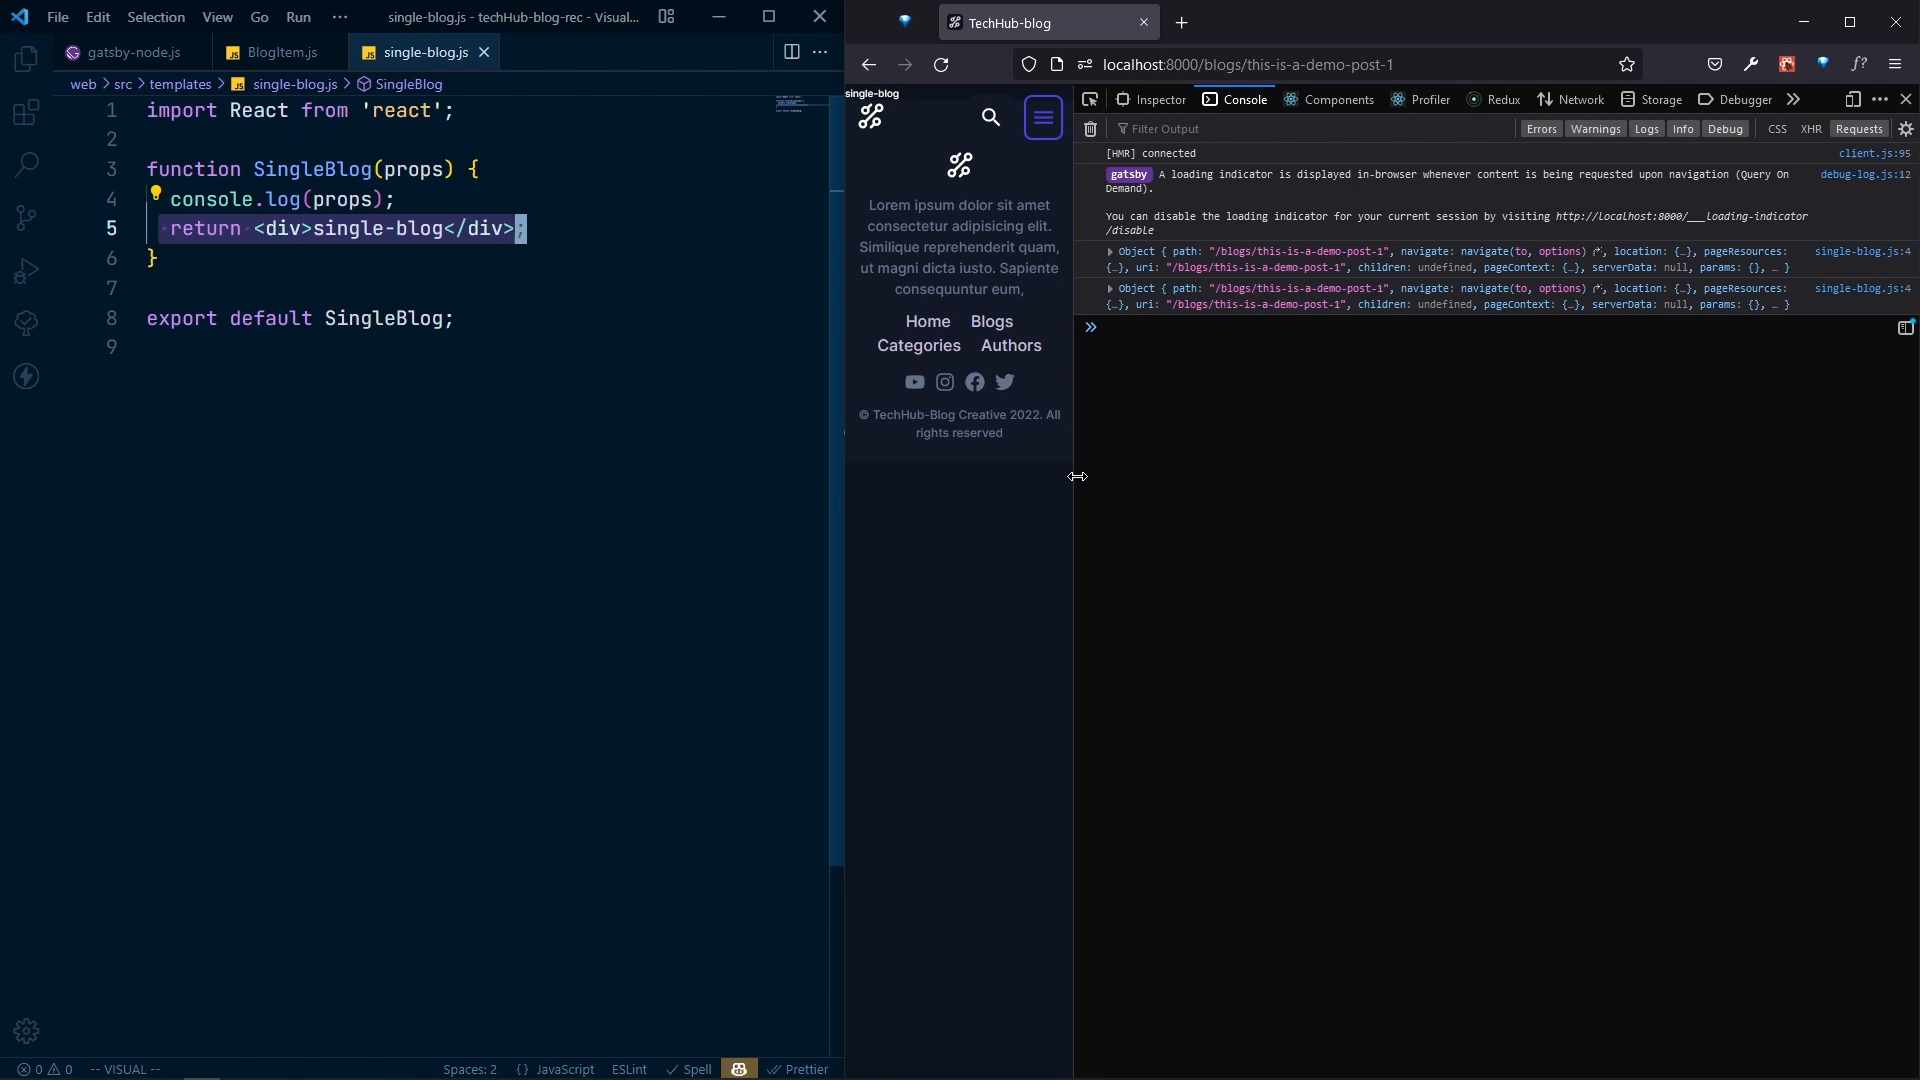 File Edit Selection View Go Run ··· single-blog.js - techHub-blog-rec - Visual...
gatsby-node.js BlogItem.js single-blog.js
web > src > templates > single-blog.js > SingleBlog
1 import React from 'react';
2
3 function SingleBlog(props) {
4 console.log(props);
5 return <div>single-blog</div>;
6 }
7
8 export default SingleBlog;
9
0 0 -- VISUAL -- Spaces: 2 {} JavaScript ESLint Spell Prettier
TechHub-blog
localhost:8000/blogs/this-is-a-demo-post-1
single-blog
Lorem ipsum dolor sit amet
consectetur adipisicing elit.
Similique reprehenderit quam,
ut magni dicta iusto. Sapiente
consequuntur eum,
Home Blogs
Categories Authors
© TechHub-Blog Creative 2022. All
rights reserved
Inspector Console Components Profiler Redux Network Storage Debugger
Filter Output Errors Warnings Logs Info Debug CSS XHR Requests
[HMR] connected client.js:95
gatsby A loading indicator is displayed in-browser whenever content is being requested upon navigation (Query On debug-log.js:12
Demand).
You can disable the loading indicator for your current session by visiting http://localhost:8000/___loading-indicator
/disable
Object { path: "/blogs/this-is-a-demo-post-1", navigate: navigate(to, options), location: {…}, pageResources: single-blog.js:4
{…}, uri: "/blogs/this-is-a-demo-post-1", children: undefined, pageContext: {…}, serverData: null, params: {}, … }
Object { path: "/blogs/this-is-a-demo-post-1", navigate: navigate(to, options), location: {…}, pageResources: single-blog.js:4
{…}, uri: "/blogs/this-is-a-demo-post-1", children: undefined, pageContext: {…}, serverData: null, params: {}, … }